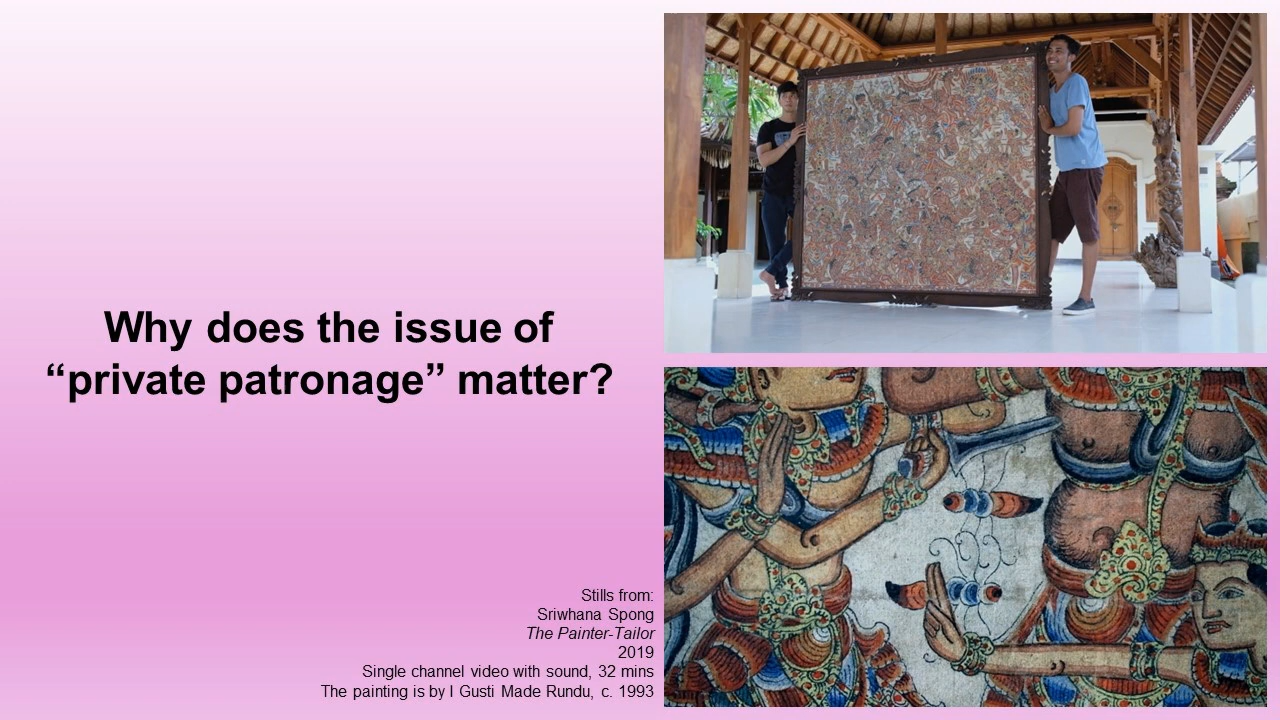 Why does the issue of
“private patronage” matter?
Stills from:
Sriwhana Spong
The Painter-Tailor
2019
Single channel video with sound, 32 mins
The painting is by I Gusti Made Rundu, c. 1993